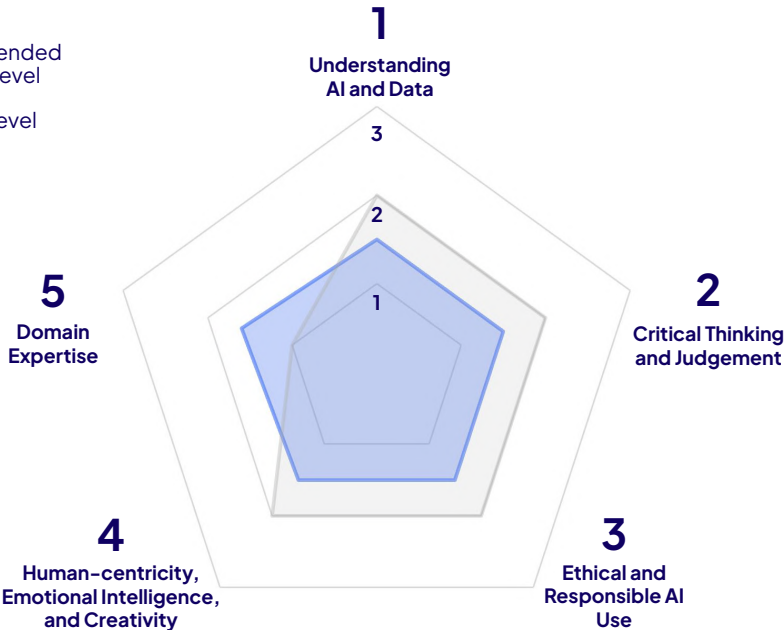 ended
evel
evel
1
Understanding
AI and Data
3
2
1
5
Domain
Expertise
2
Critical Thinking
and Judgement
4
Human-centricity,
Emotional Intelligence,
and Creativity
3
Ethical and
Responsible AI
Use